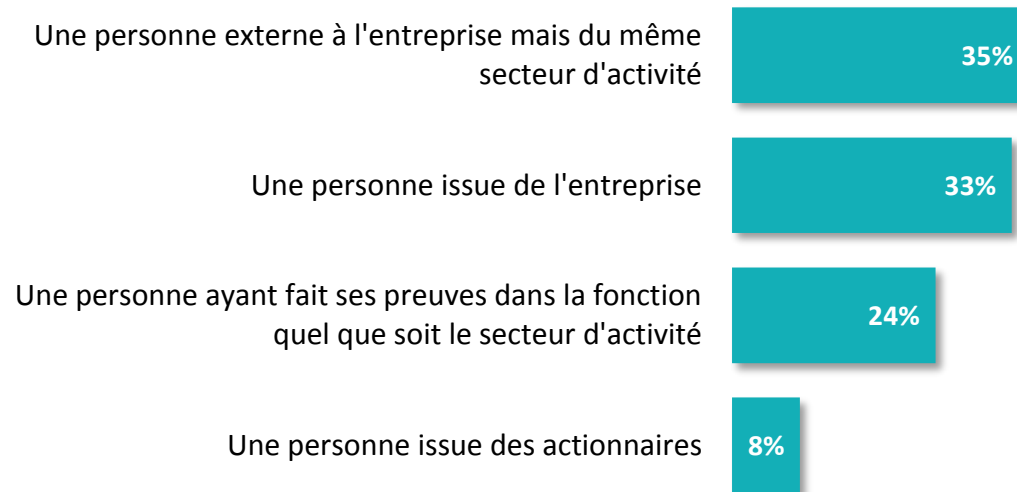 Une personne externe à l'entreprise mais du même
secteur d'activité
35%
Une personne issue de l'entreprise
33%
Une personne ayant fait ses preuves dans la fonction
quel que soit le secteur d'activité
24%
Une personne issue des actionnaires
8%